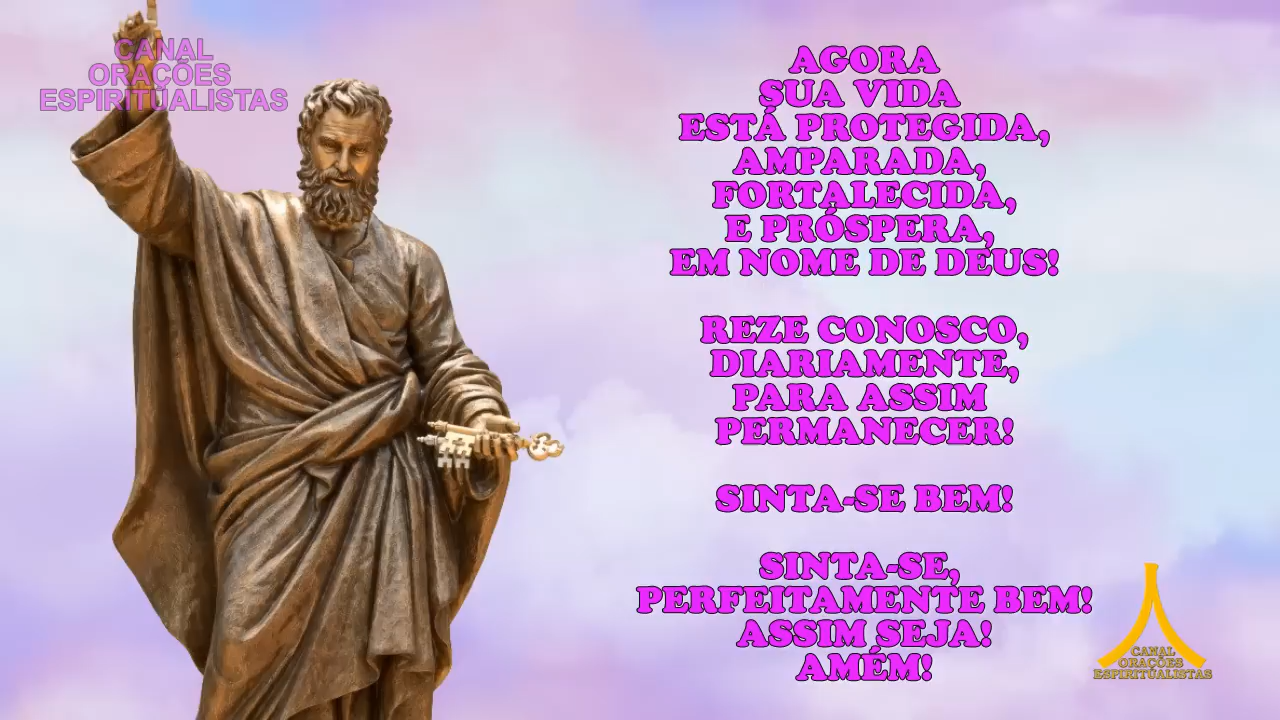 CANAL
ORAÇÕES
ESPIRITUALISTAS
AGORA
SUA VIDA
ESTÁ PROTEGIDA,
AMPARADA,
FORTALECIDA,
E PRÓSPERA,
EM NOME DE DEUS!
REZE CONOSCO,
DIARIAMENTE,
PARA ASSIM
PERMANECER!
SINTA-SE BEM!
SINTA-SE,
PERFEITAMENTE BEM!
ASSIM SEJA!
AMÉM!
CANAL
ORAÇÕES
ESPIRITUALISTAS